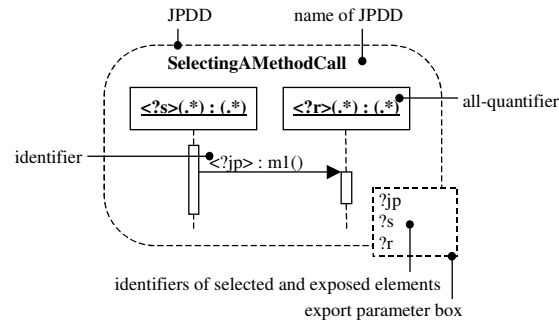 JPDD
name of JPDD
SelectingAMethodCall
<?s>(.*) : (.*)
<?r>(.*) : (.*)
all-quantifier
identifier
<?jp> : m1()
?jp
?s
?r
identifiers of selected and exposed elements
export parameter box